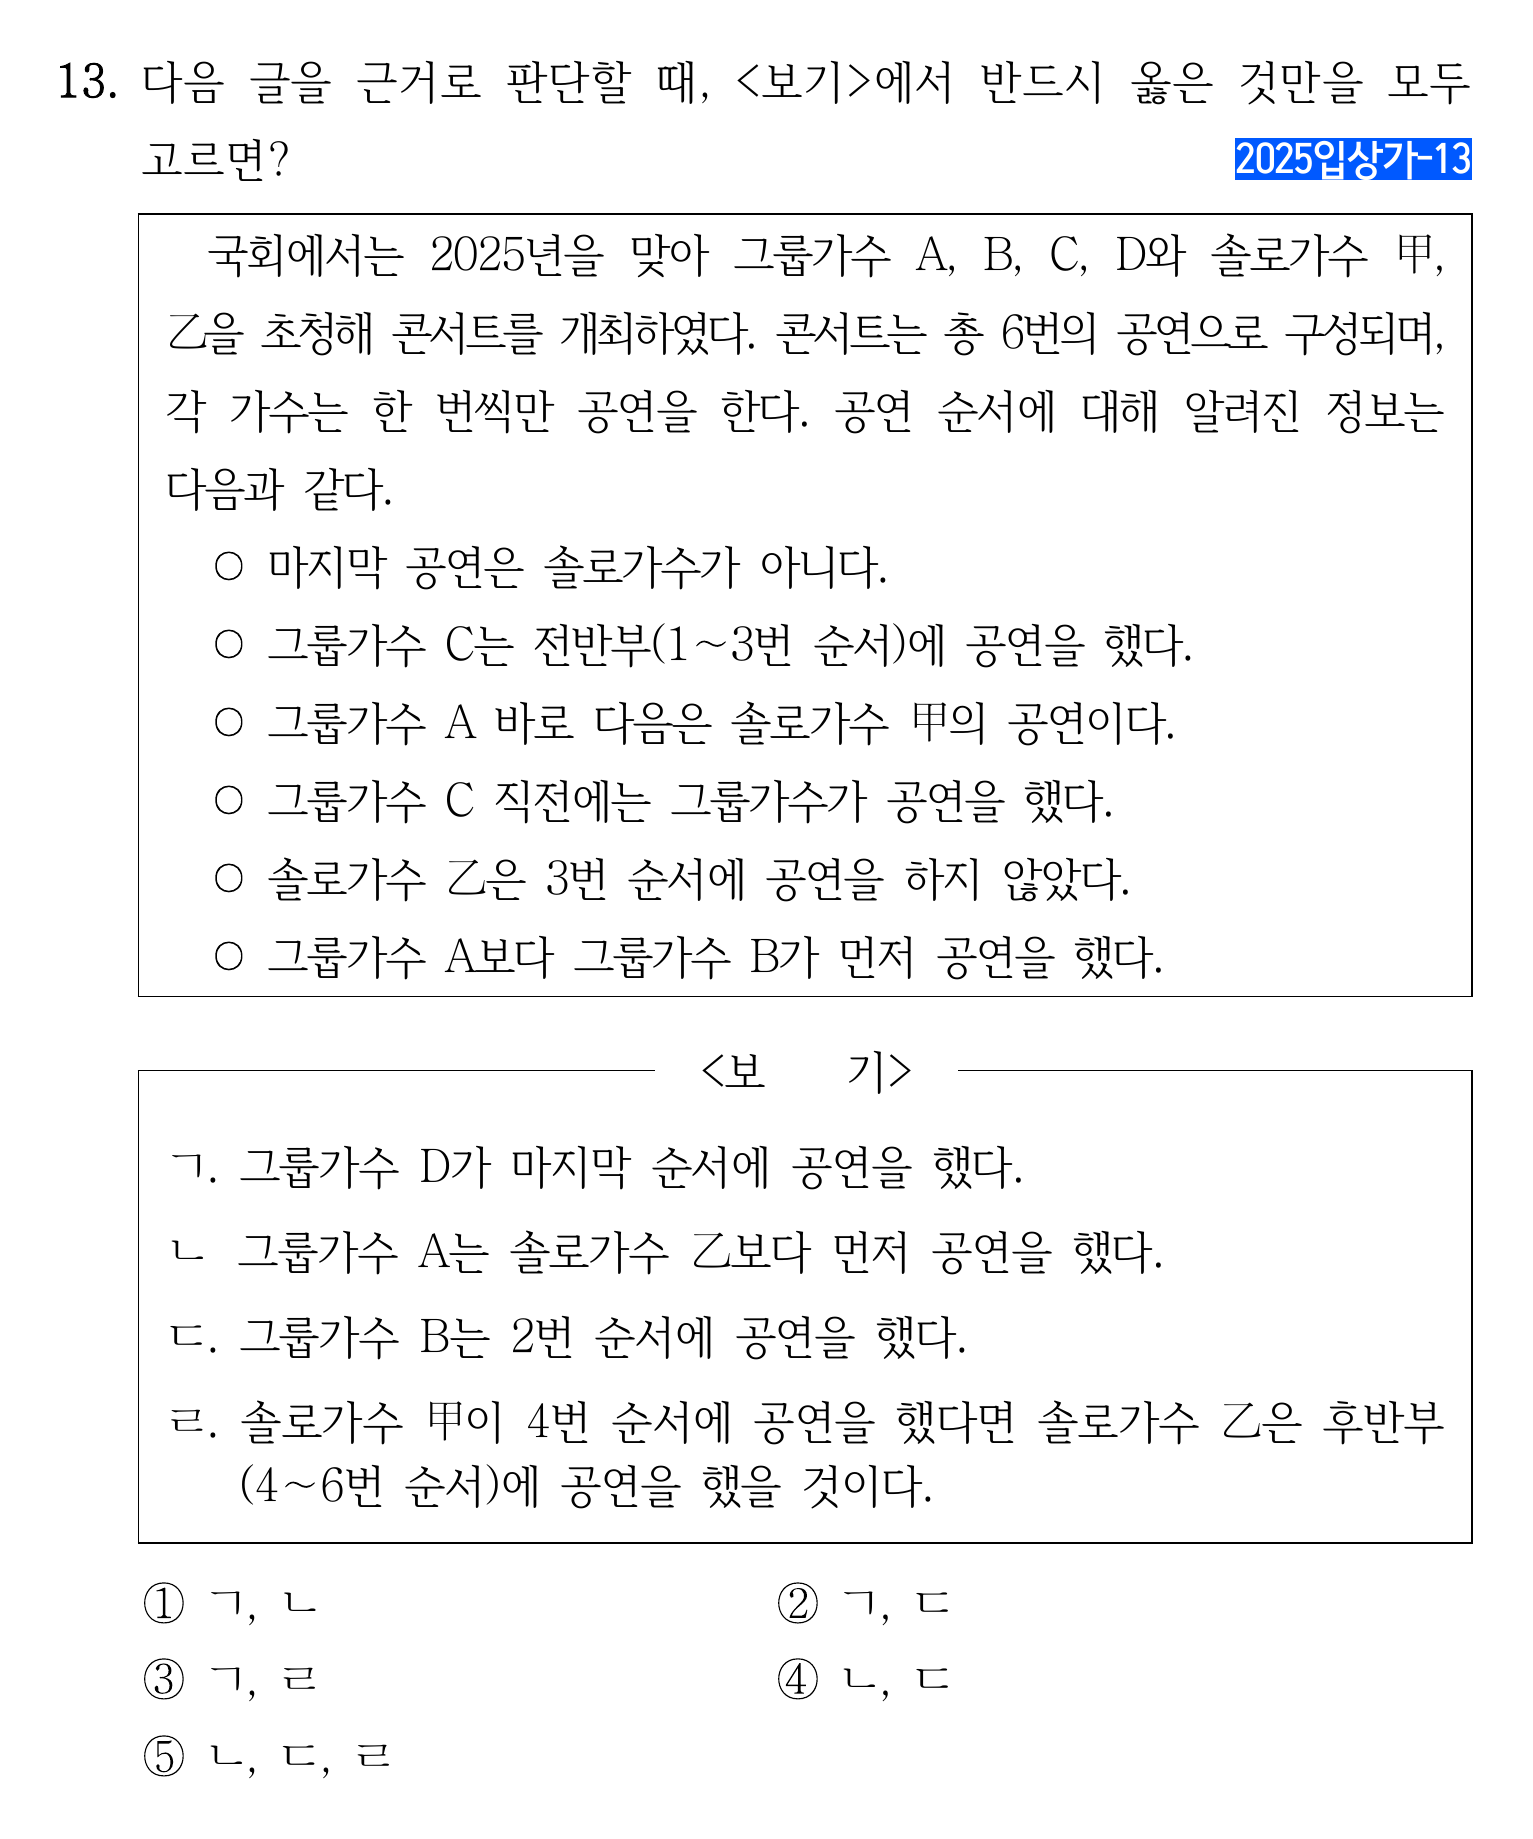 13. 다음 글을 근거로 판단할 때, <보기>에서 반드시 옳은 것만을 모두
고르면?
2025입상가-13
국회에서는 2025년을 맞아 그룹가수 A, B, C, D와 솔로가수 甲,
乙을 초청해 콘서트를 개최하였다. 콘서트는 총 6번의 공연으로 구성되며,
각 가수는 한 번씩만 공연을 한다. 공연 순서에 대해 알려진 정보는
다음과 같다.
○ 마지막 공연은 솔로가수가 아니다.
○ 그룹가수 C는 전반부(1~3번 순서)에 공연을 했다.
○ 그룹가수 A 바로 다음은 솔로가수 甲의 공연이다.
○ 그룹가수 C 직전에는 그룹가수가 공연을 했다.
○ 솔로가수 乙은 3번 순서에 공연을 하지 않았다.
○ 그룹가수 A보다 그룹가수 B가 먼저 공연을 했다.
<보 기>
ㄱ. 그룹가수 D가 마지막 순서에 공연을 했다.
ㄴ 그룹가수 A는 솔로가수 乙보다 먼저 공연을 했다.
ㄷ. 그룹가수 B는 2번 순서에 공연을 했다.
ㄹ. 솔로가수 甲이 4번 순서에 공연을 했다면 솔로가수 乙은 후반부
(4~6번 순서)에 공연을 했을 것이다.
① ㄱ, ㄴ
② ㄱ, ㄷ
③ ㄱ, ㄹ
④ ㄴ, ㄷ
⑤ ㄴ, ㄷ, ㄹ